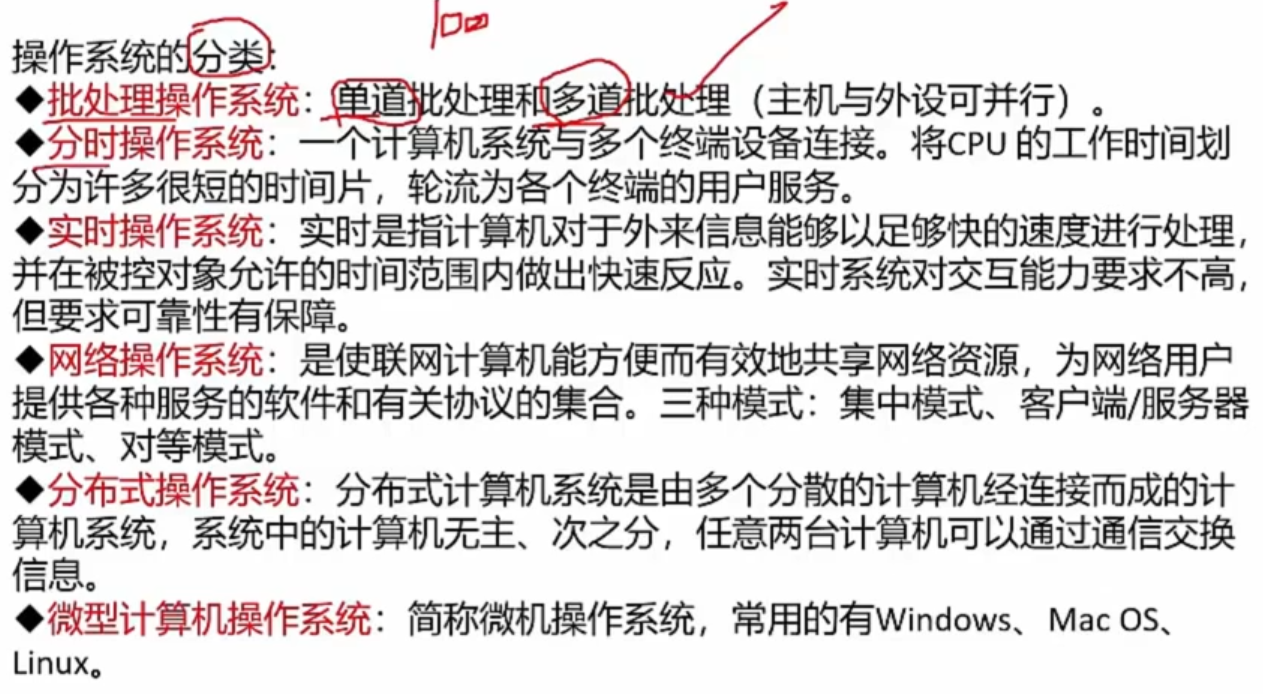 操作系统的分类:
◆批处理操作系统：单道批处理和多道批处理（主机与外设可并行）。
◆分时操作系统：一个计算机系统与多个终端设备连接。将CPU 的工作时间划
分为许多很短的时间片，轮流为各个终端的用户服务。
◆实时操作系统：实时是指计算机对于外来信息能够以足够快的速度进行处理，
并在被控对象允许的时间范围内做出快速反应。实时系统对交互能力要求不高，
但要求可靠性有保障。
◆网络操作系统：是使联网计算机能方便而有效地共享网络资源，为网络用户
提供各种服务的软件和有关协议的集合。三种模式：集中模式、客户端/服务器
模式、对等模式。
◆分布式操作系统：分布式计算机系统是由多个分散的计算机经连接而成的计
算机系统，系统中的计算机无主、次之分，任意两台计算机可以通过通信交换
信息。
◆微型计算机操作系统：简称微机操作系统，常用的有Windows、Mac OS、
Linux。